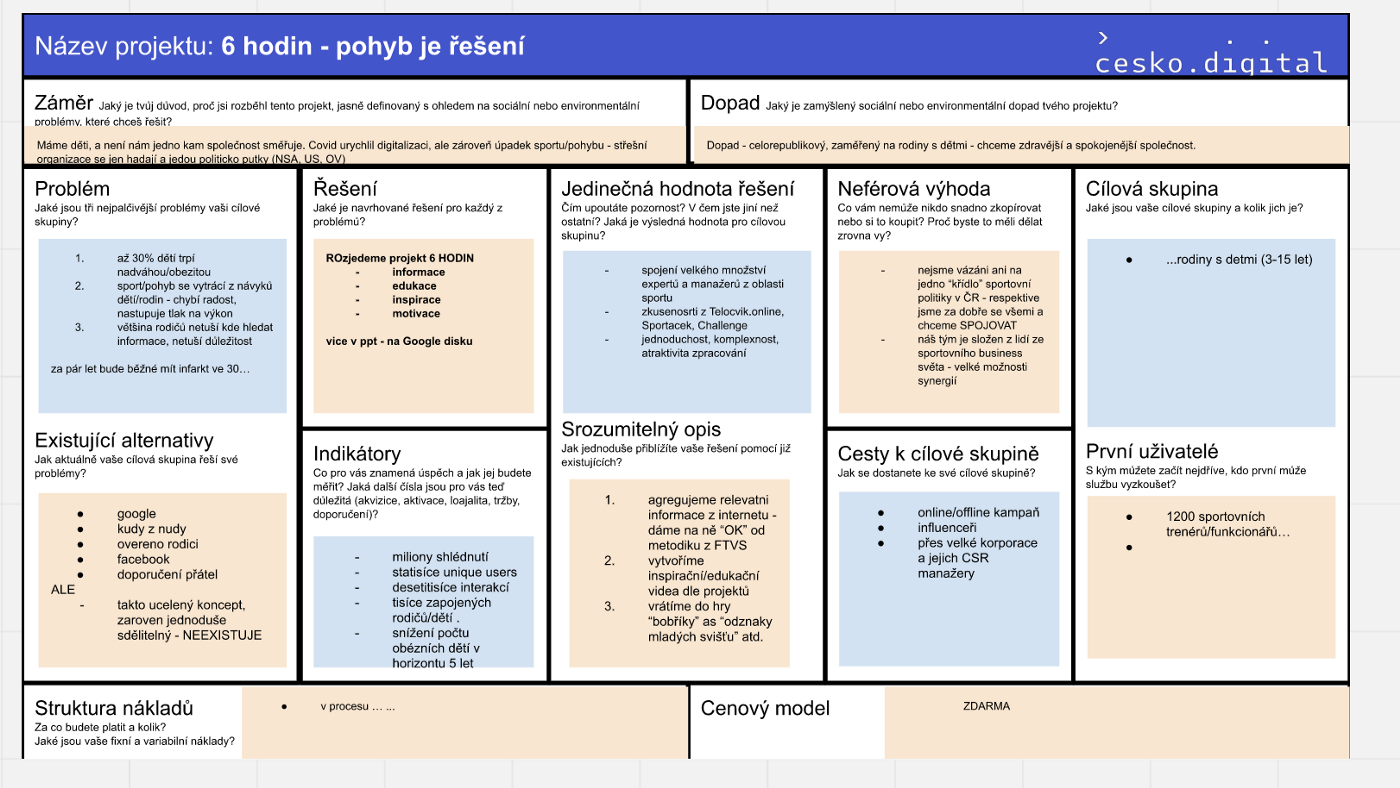 Název projektu: 6 hodin - pohyb je řešení
cesko.digital
Záměr Jaký je tvůj důvod, proč jsi rozběhl tento projekt, jasně definovaný s ohledem na sociální nebo environmentální
problémy, které chceš řešit?
Máme děti, a není nám jedno kam společnost směřuje. Covid urychlil digitalizaci, ale zároveň úpadek sportu/pohybu - střešní
organizace se jen hadají a jedou politicko putky (NSA, US, OV)
Dopad Jaký je zamýšlený sociální nebo environmentální dopad tvého projektu?
Dopad - celorepublikový, zaměřený na rodiny s dětmi - chceme zdravější a spokojenější společnost.
Problém
Jaké jsou tři nejpalčivější problémy vaši cílové
skupiny?
1. až 30% dětí trpí
nadváhou/obezitou
2. sport/pohyb se vytrácí z návyků
dětí/rodin - chybí radost,
nastupuje tlak na výkon
3. většina rodičů netuší kde hledat
informace, netuší důležitost
za pár let bude běžné mít infarkt ve 30…
Existující alternativy
Jak aktuálně vaše cílová skupina řeší své
problémy?
● google
● kudy z nudy
● overeno rodici
● facebook
● doporučení přátel
ALE
- takto ucelený koncept,
zaroven jednoduše
sdělitelný - NEEXISTUJE
Řešení
Jaké je navrhované řešení pro každý z
problémů?
ROzjedeme projekt 6 HODIN
- informace
- edukace
- inspirace
- motivace
vice v ppt - na Google disku
Indikátory
Co pro vás znamená úspěch a jak jej budete
měřit? Jaká další čísla jsou pro vás teď
důležitá (akvizice, aktivace, loajalita, tržby,
doporučení)?
- miliony shlédnutí
- statisíce unique users
- desetitisíce interakcí
- tisíce zapojených
rodičů/dětí .
- snížení počtu
obézních dětí v
horizontu 5 let
Jedinečná hodnota řešení
Čím upoutáte pozornost? V čem jste jiní než
ostatní? Jaká je výsledná hodnota pro cílovou
skupinu?
- spojení velkého množství
expertů a manažerů z oblasti
sportu
- zkusenosrti z Telocvik.online,
Sportacek, Challenge
- jednoduchost, komplexnost,
atraktivita zpracování
Srozumitelný opis
Jak jednoduše přiblížíte vaše řešení pomocí již
existujících?
1. agregujeme relevatni
informace z internetu -
dáme na ně “OK” od
metodiku z FTVS
2. vytvoříme
inspirační/edukační
videa dle projektů
3. vrátíme do hry
“bobříky” as “odznaky
mladých svišťu” atd.
Neférová výhoda
Co vám nemůže nikdo snadno zkopírovat
nebo si to koupit? Proč byste to měli dělat
zrovna vy?
- nejsme vázáni ani na
jedno “křídlo” sportovní
politiky v ČR - respektive
jsme za dobře se všemi a
chceme SPOJOVAT
- náš tým je složen z lidí ze
sportovního business
světa - velké možnosti
synergií
Cesty k cílové skupině
Jak se dostanete ke své cílové skupině?
● online/offline kampaň
● influenceři
● přes velké korporace
a jejich CSR
manažery
Cílová skupina
Jaké jsou vaše cílové skupiny a kolik jich je?
● ...rodiny s detmi (3-15 let)
První uživatelé
S kým můžete začít nejdříve, kdo první může
službu vyzkoušet?
● 1200 sportovních
trenérů/funkcionářů…
●
Struktura nákladů
Za co budete platit a kolik?
Jaké jsou vaše fixní a variabilní náklady?
● v procesu … ...
Cenový model
ZDARMA